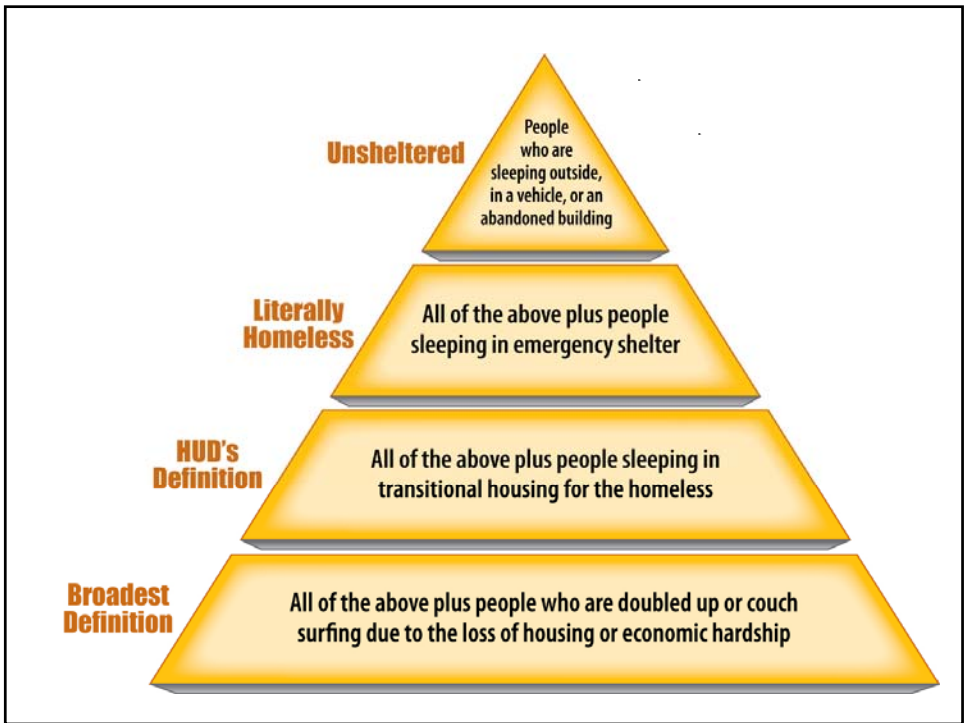 Unsheltered
People
who are
sleeping outside,
in a vehicle, or an
abandoned building
Literally
Homeless
All of the above plus people
sleeping in emergency shelter
HUD's
Definition
All of the above plus people sleeping in
transitional housing for the homeless
Broadest
Definition
All of the above plus people who are doubled up or couch
surfing due to the loss of housing or economic hardship